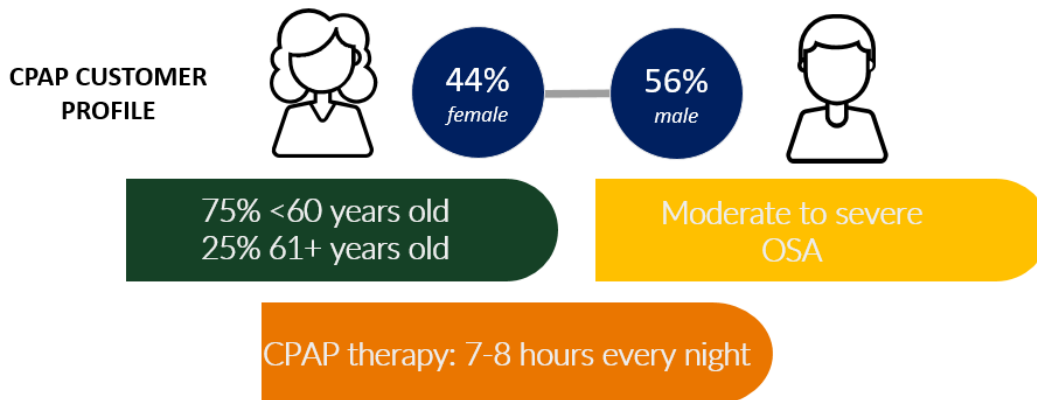 CPAP CUSTOMER
PROFILE
44%
female
56%
male
75% <60 years old
25% 61+ years old
Moderate to severe
OSA
CPAP therapy: 7-8 hours every night